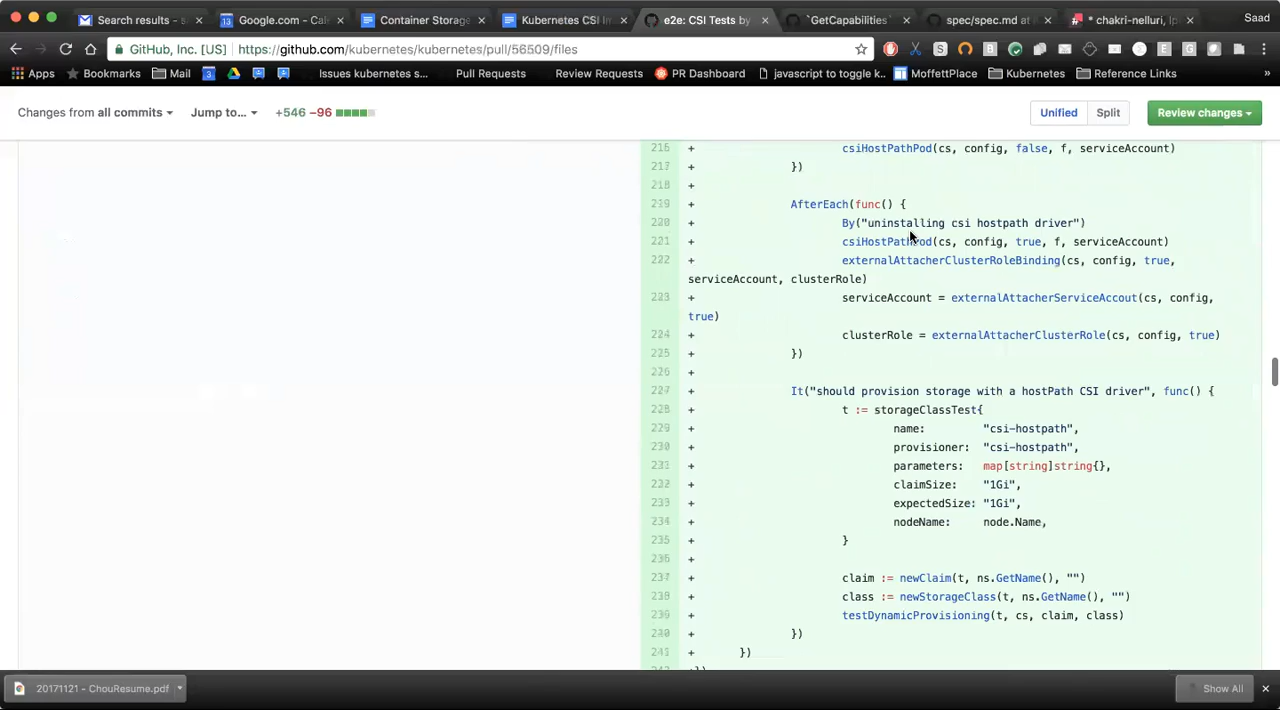 Search results - s
Google.com - Cal
Container Storage
Kubernetes CSI Im
e2e: CSI Tests by
`GetCapabilities`
spec/spec.md at
* chakri-nelluri, lp
Saad
GitHub, Inc. [US]
https://github.com/kubernetes/kubernetes/pull/56509/files
Apps
Bookmarks
Mail
Issues kubernetes s...
Pull Requests
Review Requests
PR Dashboard
javascript to toggle k..
MoffettPlace
Kubernetes
Reference Links
»
Changes from all commits
Jump to...
+546 −96
Unified
Split
Review changes
216 + csiHostPathPod(cs, config, false, f, serviceAccount)
217 + })
218 +
219 + AfterEach(func() {
220 + By("uninstalling csi hostpath driver")
221 + csiHostPathPod(cs, config, true, f, serviceAccount)
222 + externalAttacherClusterRoleBinding(cs, config, true,
serviceAccount, clusterRole)
223 + serviceAccount = externalAttacherServiceAccout(cs, config,
true)
224 + clusterRole = externalAttacherClusterRole(cs, config, true)
225 + })
226 +
227 + It("should provision storage with a hostPath CSI driver", func() {
228 + t := storageClassTest{
229 + name: "csi-hostpath",
230 + provisioner: "csi-hostpath",
231 + parameters: map[string]string{},
232 + claimSize: "1Gi",
233 + expectedSize: "1Gi",
234 + nodeName: node.Name,
235 + }
236 +
237 + claim := newClaim(t, ns.GetName(), "")
238 + class := newStorageClass(t, ns.GetName(), "")
239 + testDynamicProvisioning(t, cs, claim, class)
240 + })
241 + })
20171121 - ChouResume.pdf
Show All